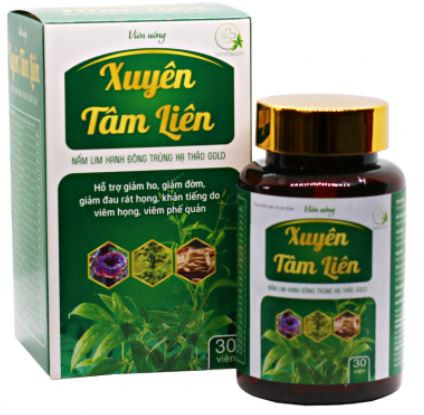 Viên uống
Xuyên
Tâm Liên
NẤM LIM XANH ĐÔNG TRÙNG HẠ THẢO GOLD
Hỗ trợ giảm ho, giảm đờm,
giảm đau rát họng, khản tiếng do
viêm họng, viêm phế quản
30
viên
Viên uống
Xuyên
Tâm Liên
NẤM LIM XANH ĐÔNG TRÙNG HẠ THẢO GOLD
30
viên